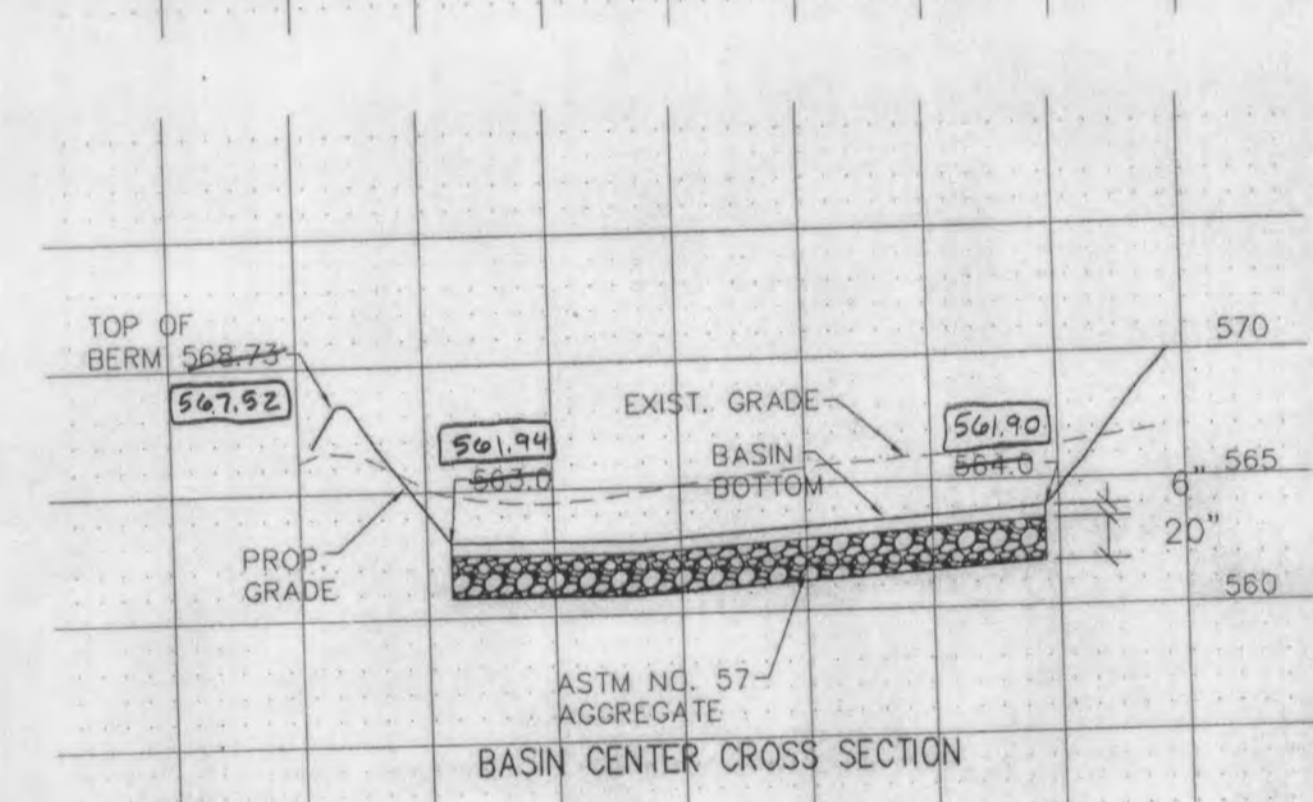 TOP OF
BERM 568.73
567.52
561.94
563.0
EXIST. GRADE
BASIN
BOTTOM
561.90
564.0
570
565
6"
20"
560
PROP.
GRADE
ASTM NO. 57
AGGREGATE
BASIN CENTER CROSS SECTION